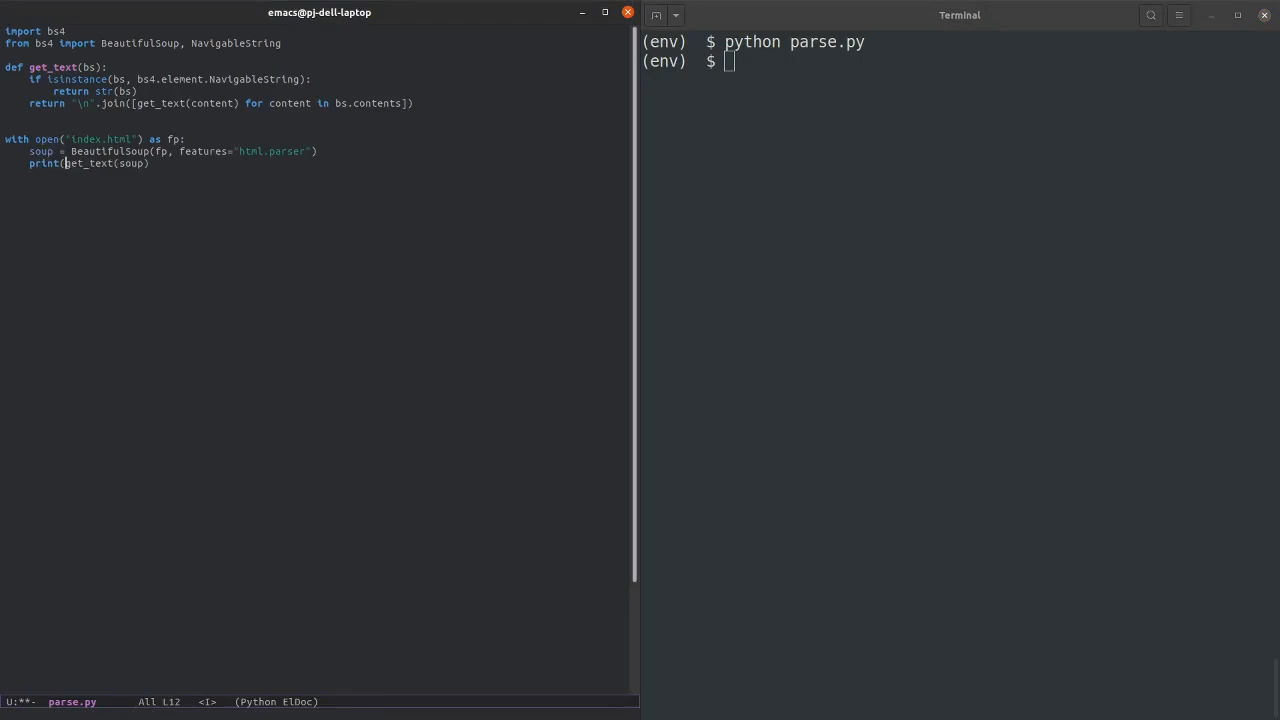 emacs@pj-dell-laptop
import bs4
from bs4 import BeautifulSoup, NavigableString
def get_text(bs):
    if isinstance(bs, bs4.element.NavigableString):
        return str(bs)
    return "\n".join([get_text(content) for content in bs.contents])
with open("index.html") as fp:
    soup = BeautifulSoup(fp, features="html.parser")
    print(get_text(soup)
U:**-  parse.py       All L12   <I>   (Python ElDoc)
Terminal
(env)  $ python parse.py
(env)  $